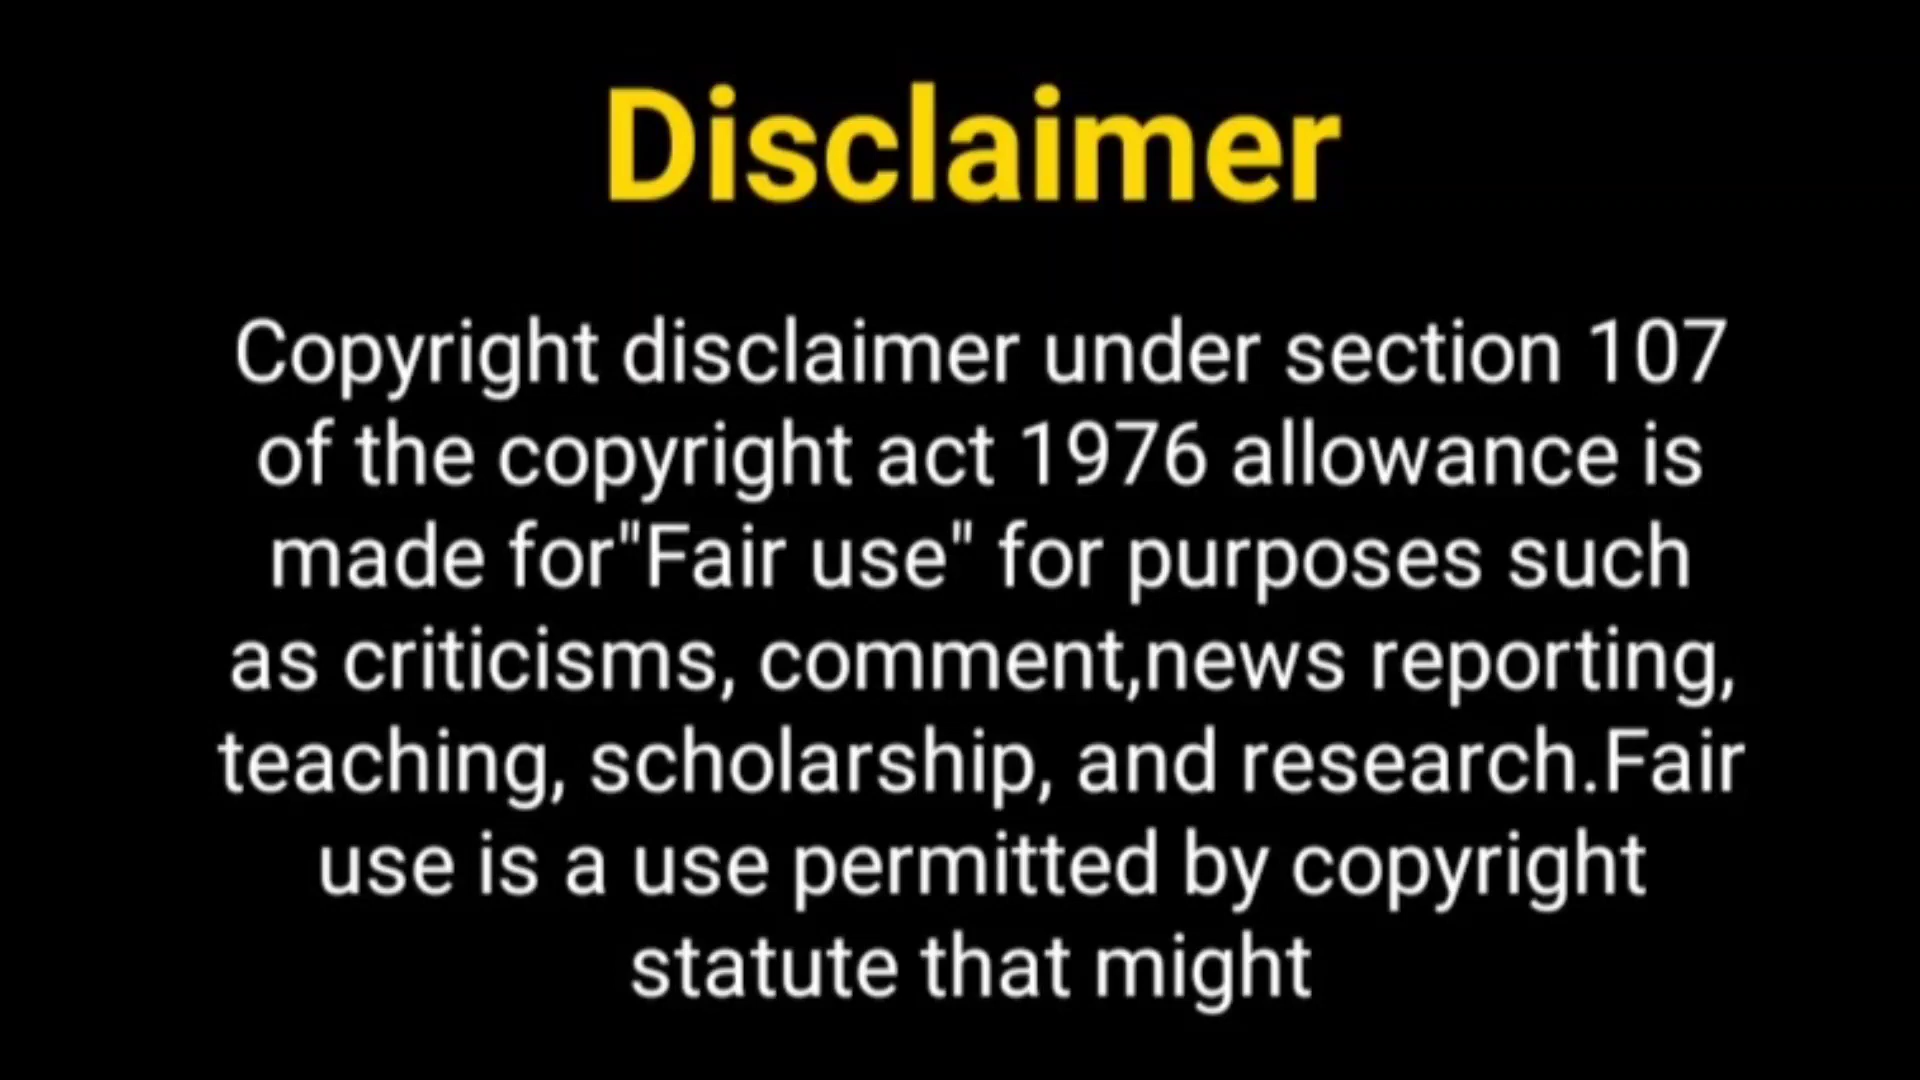 Disclaimer
Copyright disclaimer under section 107
of the copyright act 1976 allowance is
made for"Fair use" for purposes such
as criticisms, comment,news reporting,
teaching, scholarship, and research.Fair
use is a use permitted by copyright
statute that might